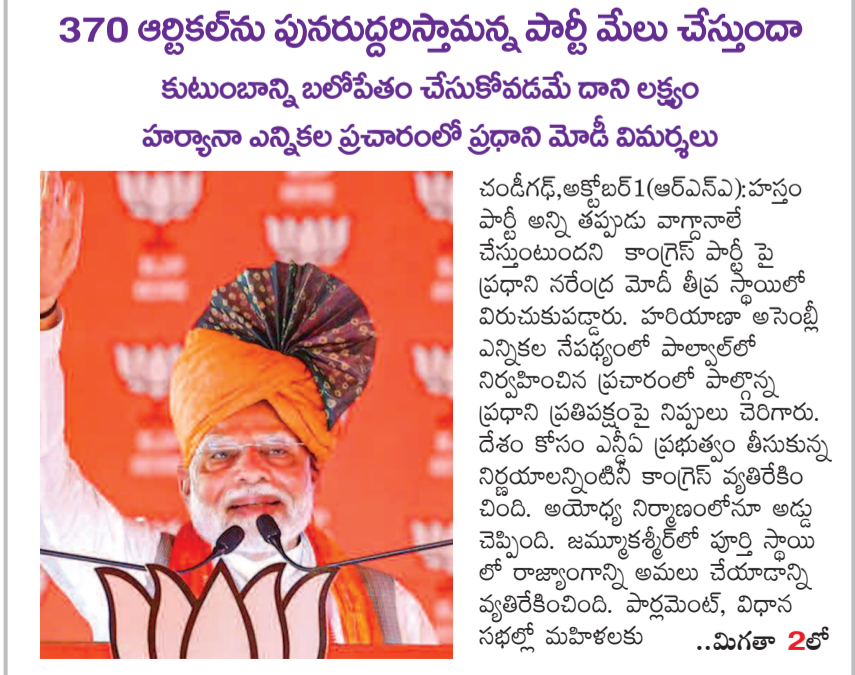 370 ఆర్టికల్‌ను పునరుద్దరిస్తామన్న పార్టీ మేలు చేస్తుందా
కుటుంబాన్ని బలోపేతం చేసుకోవడమే దాని లక్ష్యం
హర్యానా ఎన్నికల ప్రచారంలో ప్రధాని మోడీ విమర్శలు
చండీగఢ్,అక్టోబర్1(ఆర్ఎన్ఎ):హస్తం
పార్టీ అన్ని తప్పుడు వాగ్దానాలే
చేస్తుంటుందని కాంగ్రెస్ పార్టీ పై
ప్రధాని నరేంద్ర మోదీ తీవ్ర స్థాయిలో
విరుచుకుపడ్డారు. హరియాణా అసెంబ్లీ
ఎన్నికల నేపథ్యంలో పాల్వాల్‌లో
నిర్వహించిన ప్రచారంలో పాల్గొన్న
ప్రధాని ప్రతిపక్షంపై నిప్పులు చెరిగారు.
దేశం కోసం ఎన్డీఏ ప్రభుత్వం తీసుకున్న
నిర్ణయాలన్నింటినీ కాంగ్రెస్ వ్యతిరేకిం
చింది. అయోధ్య నిర్మాణంలోనూ అడ్డు
చెప్పింది. జమ్మూకశ్మీర్‌లో పూర్తి స్థాయి
లో రాజ్యాంగాన్ని అమలు చేయాడాన్ని
వ్యతిరేకించింది. పార్లమెంట్, విధాన
సభల్లో మహిళలకు ..మిగతా 2లో